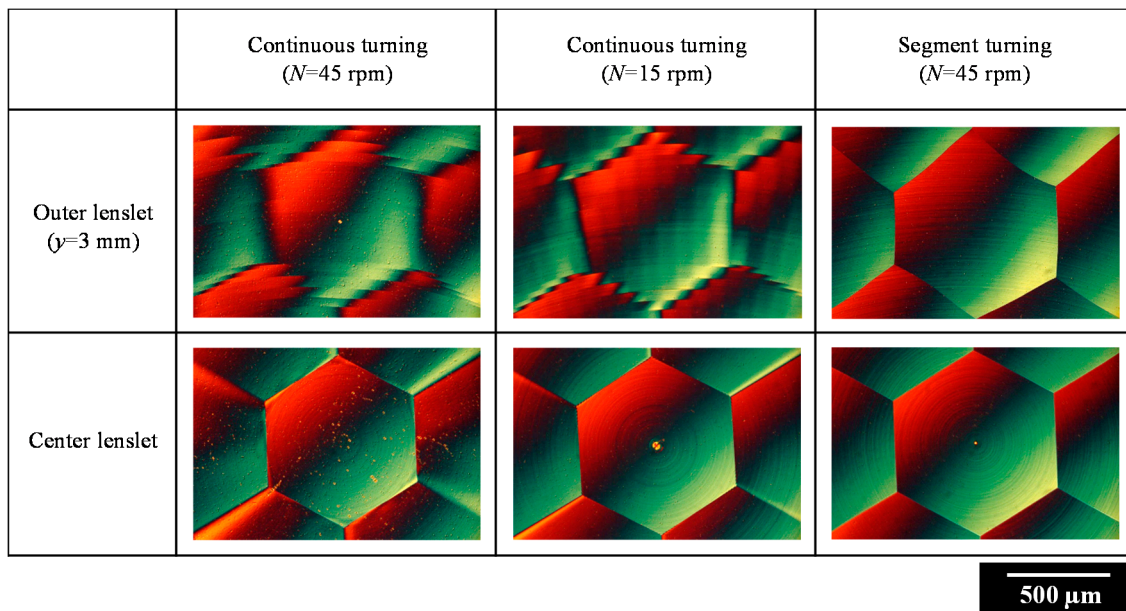 Continuous turning
(N=45 rpm)
Continuous turning
(N=15 rpm)
Segment turning
(N=45 rpm)
Outer lenslet
(y=3 mm)
Center lenslet
500 µm